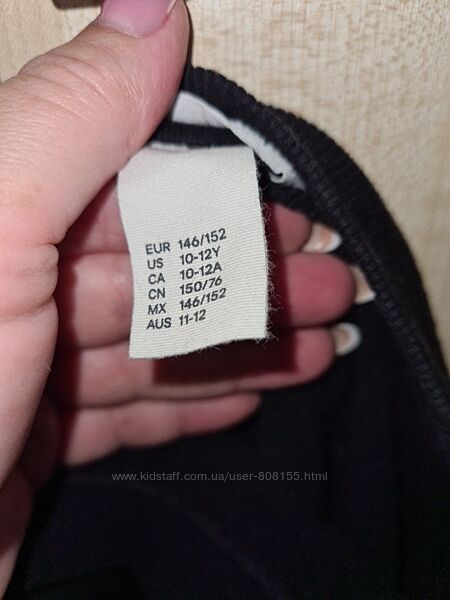 EUR 146/152
US 10-12Y
CA 10-12A
CN 150/76
MX 146/152
AUS 11-12
www.kidstaff.com.ua/user-808155.html